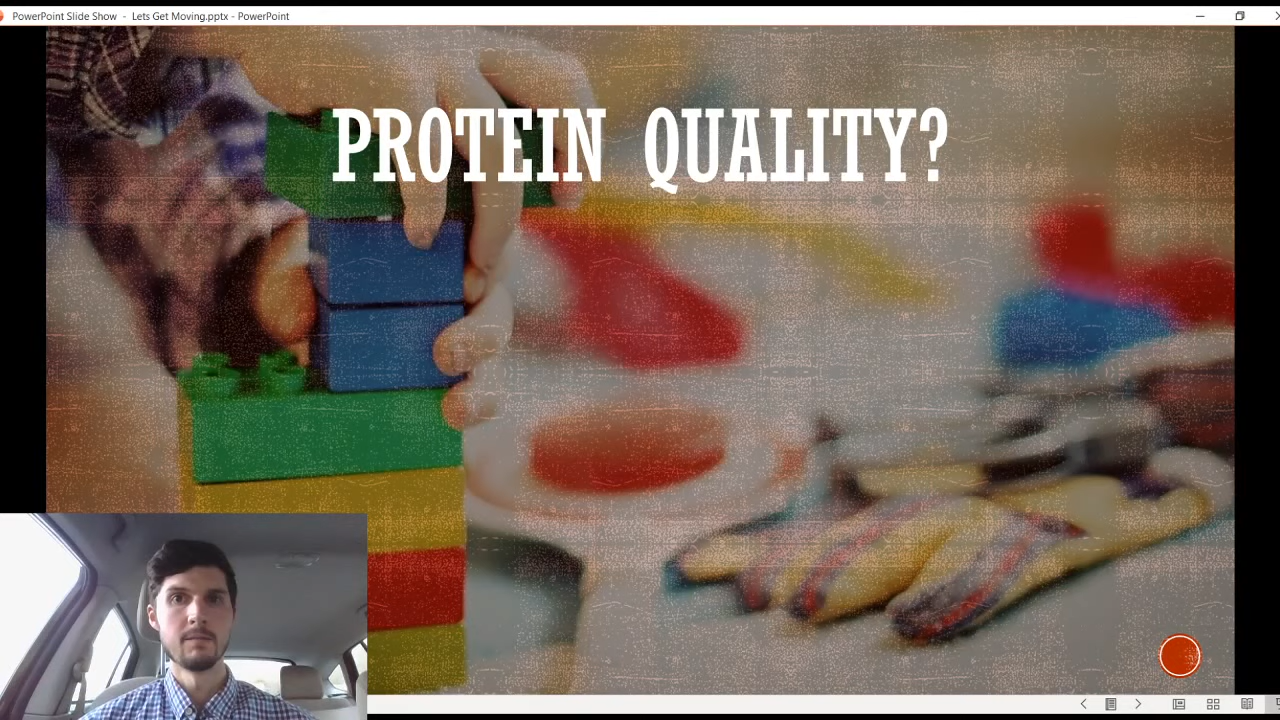 PowerPoint Slide Show - Lets Get Moving.pptx - PowerPoint
PROTEIN QUALITY?